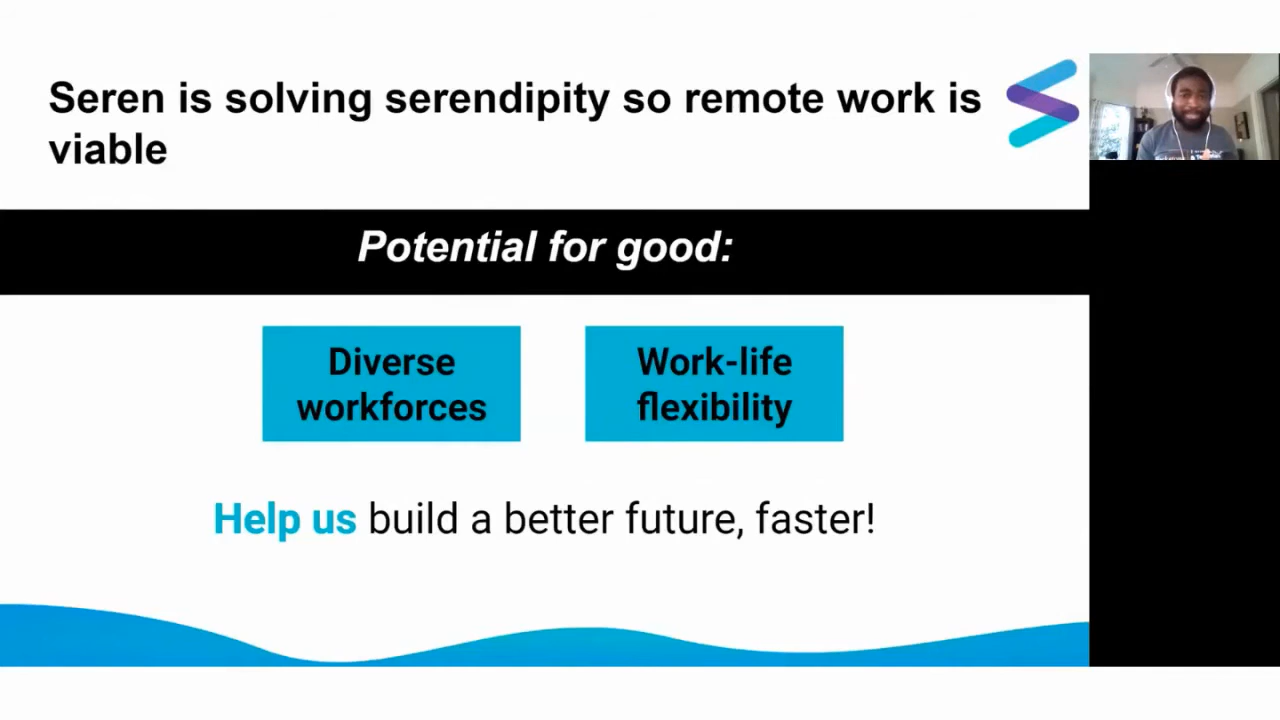 Seren is solving serendipity so remote work is
viable
Potential for good:
Diverse
workforces
Work-life
flexibility
Help us build a better future, faster!